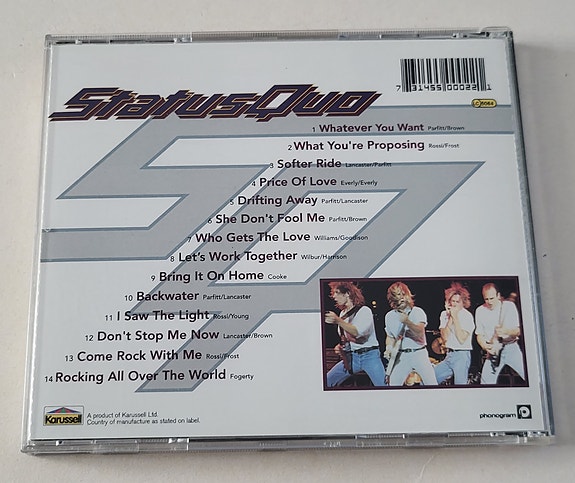 7 31455 00022 1
StatusQuo
LC 5064
1 Whatever You Want Parfitt/Brown
2 What You're Proposing Rossi/Frost
3 Softer Ride Lancaster/Parfitt
4 Price Of Love Everly/Everly
5 Drifting Away Parfitt/Lancaster
6 She Don't Fool Me Parfitt/Brown
7 Who Gets The Love Williams/Goodison
8 Let's Work Together Wilbur/Harrison
9 Bring It On Home Cooke
10 Backwater Parfitt/Lancaster
11 I Saw The Light Rossi/Young
12 Don't Stop Me Now Lancaster/Brown
13 Come Rock With Me Rossi/Frost
14 Rocking All Over The World Fogerty
Karussell
A product of Karussell Ltd.
Country of manufacture as stated on label.
phonogram